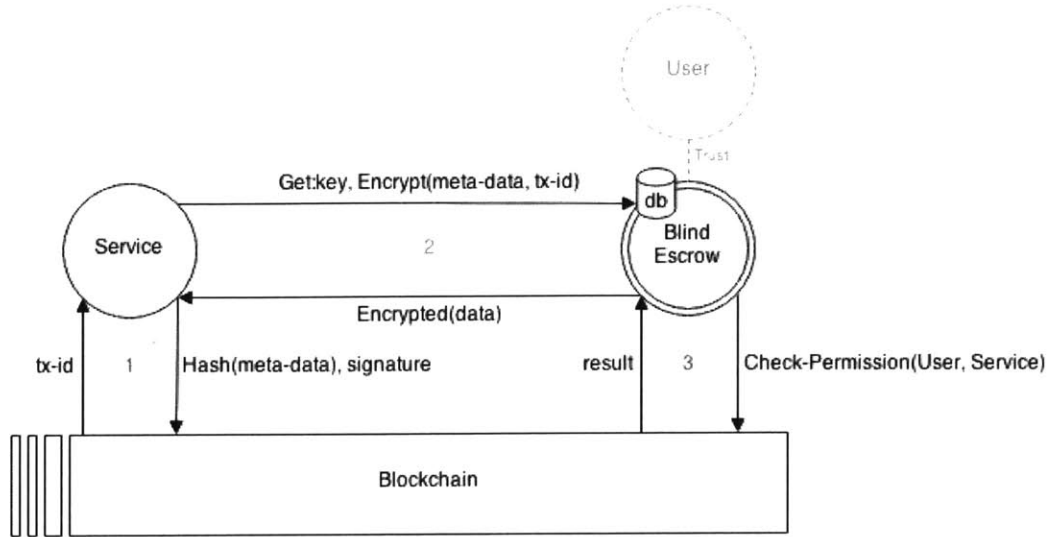 User
Trust
Get:key, Encrypt(meta-data, tx-id)
db
Service
2
Blind
Escrow
Encrypted(data)
tx-id
1
Hash(meta-data), signature
result
3
Check-Permission(User, Service)
Blockchain